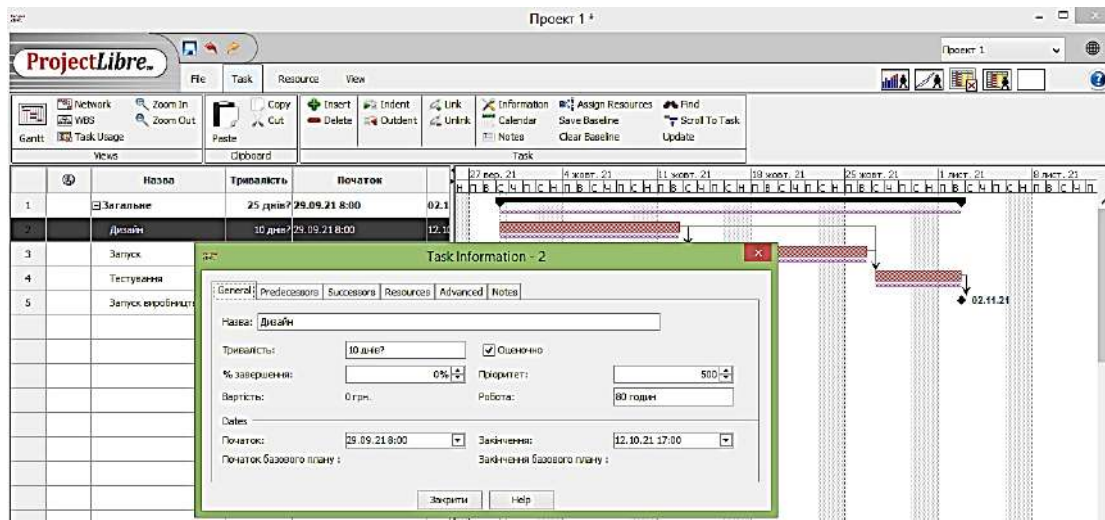 Проект 1 *
ProjectLibre
Проект 1
File Task Resource View
Network Zoom In Copy Insert Indent Link Information Assign Resources Find
WBS Zoom Out Cut Delete Outdent Unlink Calendar Save Baseline Scroll To Task
Gantt Task Usage Paste Notes Clear Baseline Update
Views Clipboard Task
Назва Тривалість Початок 27 вер. 21 4 жовт. 21 11 жовт. 21 18 жовт. 21 25 жовт. 21 1 лист. 21 8 лист. 21
1 Загальне 25 днів? 29.09.21 8:00 02.1
2 Дизайн 10 днів? 29.09.21 8:00 12.10
3 Запуск
4 Тестування
5 Запуск виробницт
02.11.21
Task Information - 2
General Predecessors Successors Resources Advanced Notes
Назва: Дизайн
Тривалість: 10 днів? Оценочно
% завершення: 0% Пріоритет: 500
Вартість: 0 грн. Робота: 80 годин
Dates
Початок: 29.09.21 8:00 Закінчення: 12.10.21 17:00
Початок базового плану : Закінчення базового плану :
Закрити Help